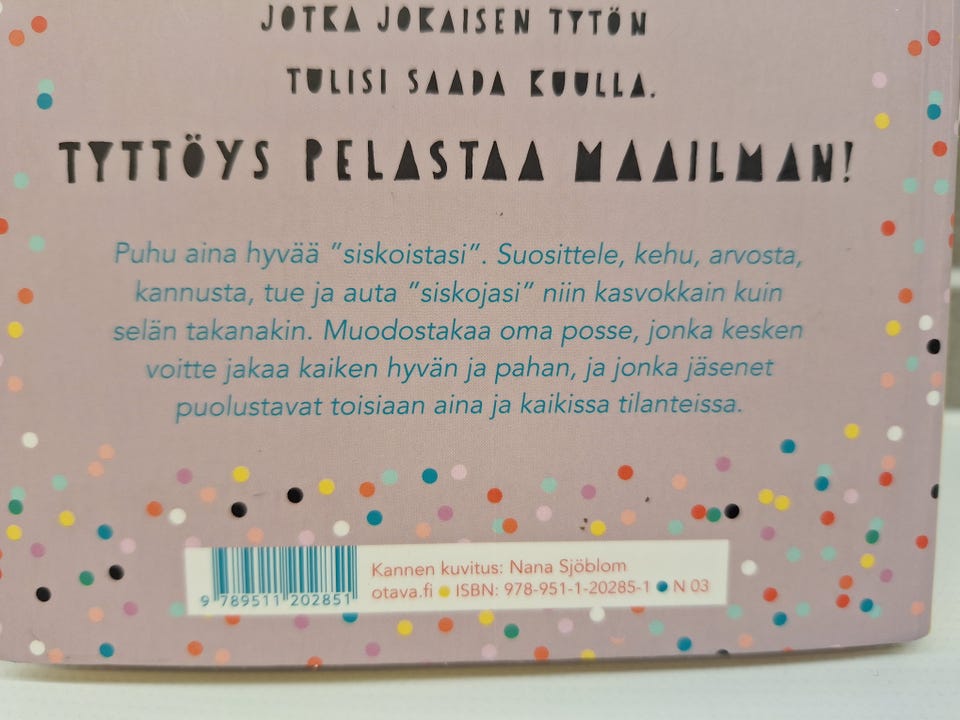 JOTKA JOKAISEN TYTÖN
TULISI SAADA KUULLA.
TYTTÖYS PELASTAA MAAILMAN!
Puhu aina hyvää ”siskoistasi”. Suosittele, kehu, arvosta,
kannusta, tue ja auta ”siskojasi” niin kasvokkain kuin
selän takanakin. Muodostakaa oma posse, jonka kesken
voitte jakaa kaiken hyvän ja pahan, ja jonka jäsenet
puolustavat toisiaan aina ja kaikissa tilanteissa.
Kannen kuvitus: Nana Sjöblom
otava.fi ● ISBN: 978-951-1-20285-1 ● N 03
9 789511 202851